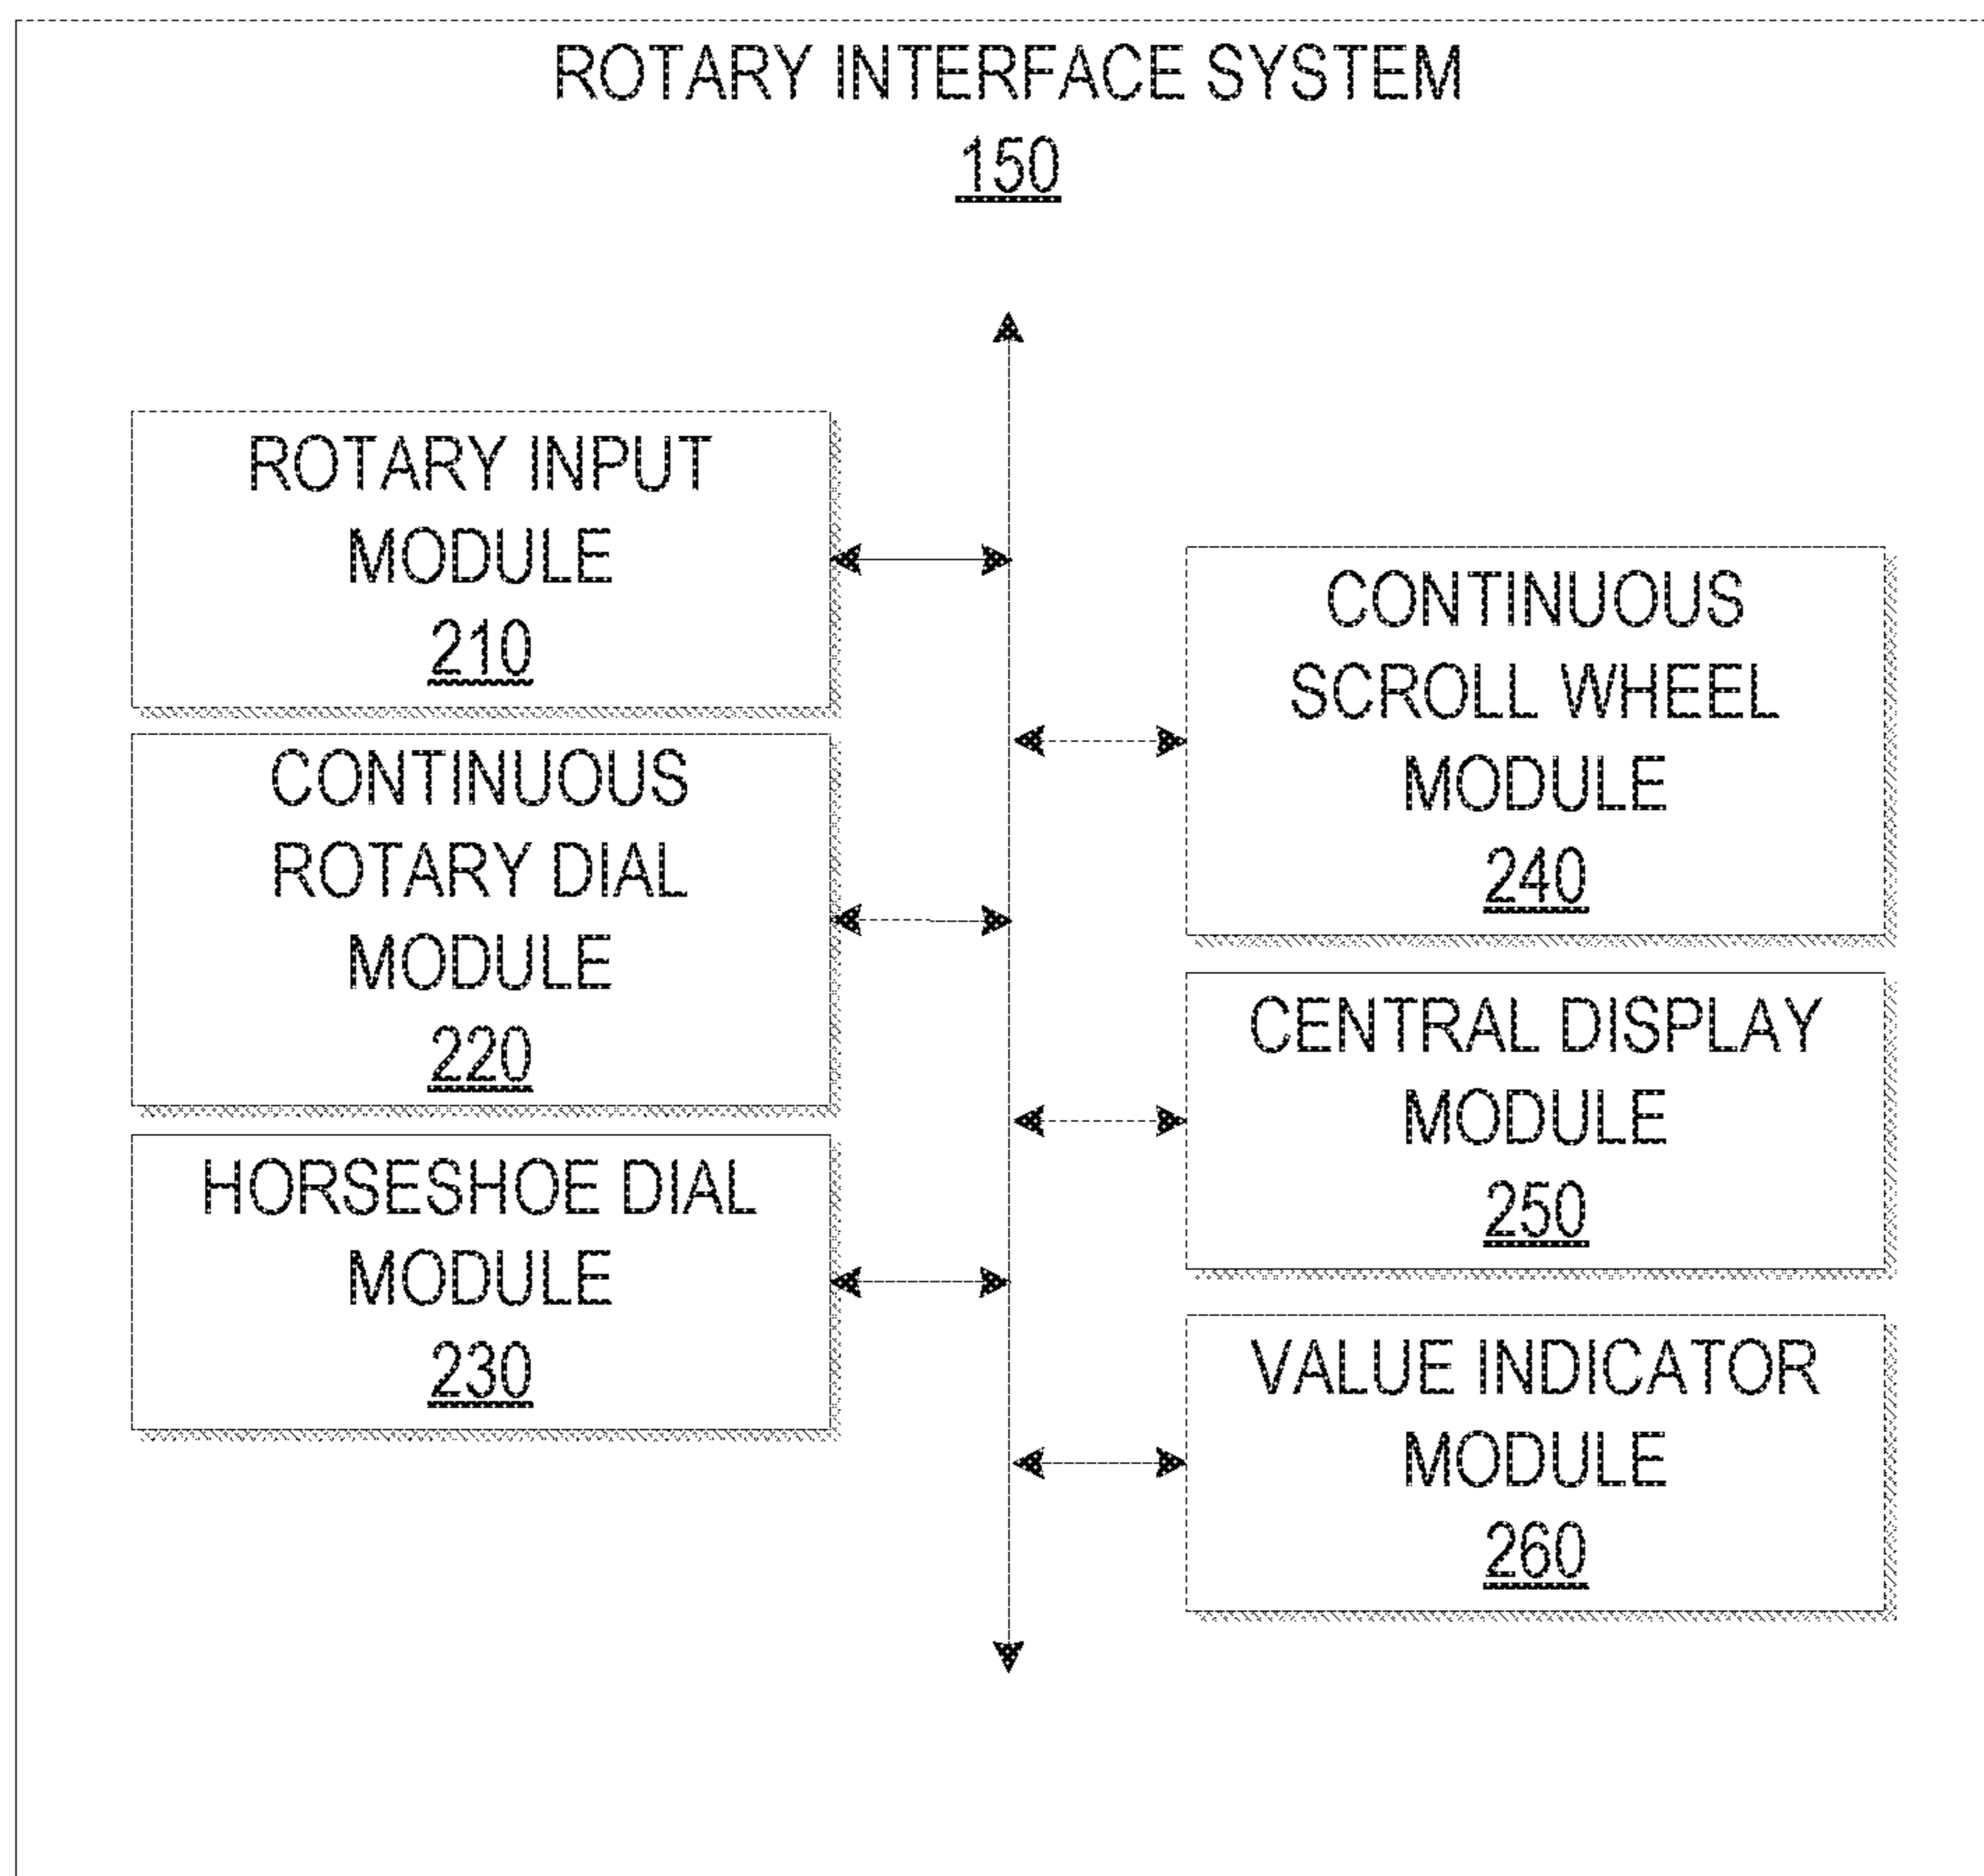 ROTARY INTERFACE SYSTEM
150
ROTARY INPUT
MODULE
210
CONTINUOUS
ROTARY DIAL
MODULE
220
HORSESHOE DIAL
MODULE
230
CONTINUOUS
SCROLL WHEEL
MODULE
240
CENTRAL DISPLAY
MODULE
250
VALUE INDICATOR
MODULE
260